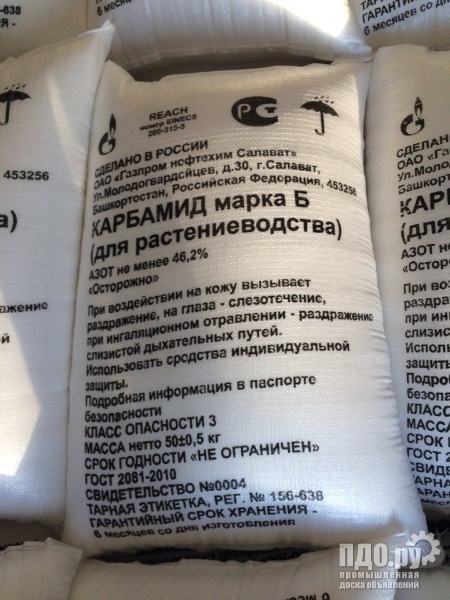 REACH
номер EINECS
200-315-5
РСТ
СДЕЛАНО В РОССИИ
ОАО «Газпром нефтехим Салават»
Ул.Молодогвардейцев, д.30, г.Салават,
Башкортостан, Российская Федерация, 453256
КАРБАМИД марка Б
(для растениеводства)
АЗОТ не менее 46,2%
«Осторожно»
При воздействии на кожу вызывает
раздражение, на глаза - слезотечение,
при ингаляционном отравлении - раздражение
слизистой дыхательных путей.
Использовать средства индивидуальной
защиты.
Подробная информация в паспорте
безопасности
КЛАСС ОПАСНОСТИ 3
МАССА нетто 50±0,5 кг
СРОК ГОДНОСТИ «НЕ ОГРАНИЧЕН»
ГОСТ 2081-2010
СВИДЕТЕЛЬСТВО №0004
ТАРНАЯ ЭТИКЕТКА, РЕГ. № 156-638
ГАРАНТИЙНЫЙ СРОК ХРАНЕНИЯ -
6 месяцев со дня изготовления
453256
ПДО.ру
промышленная
доска объявлений